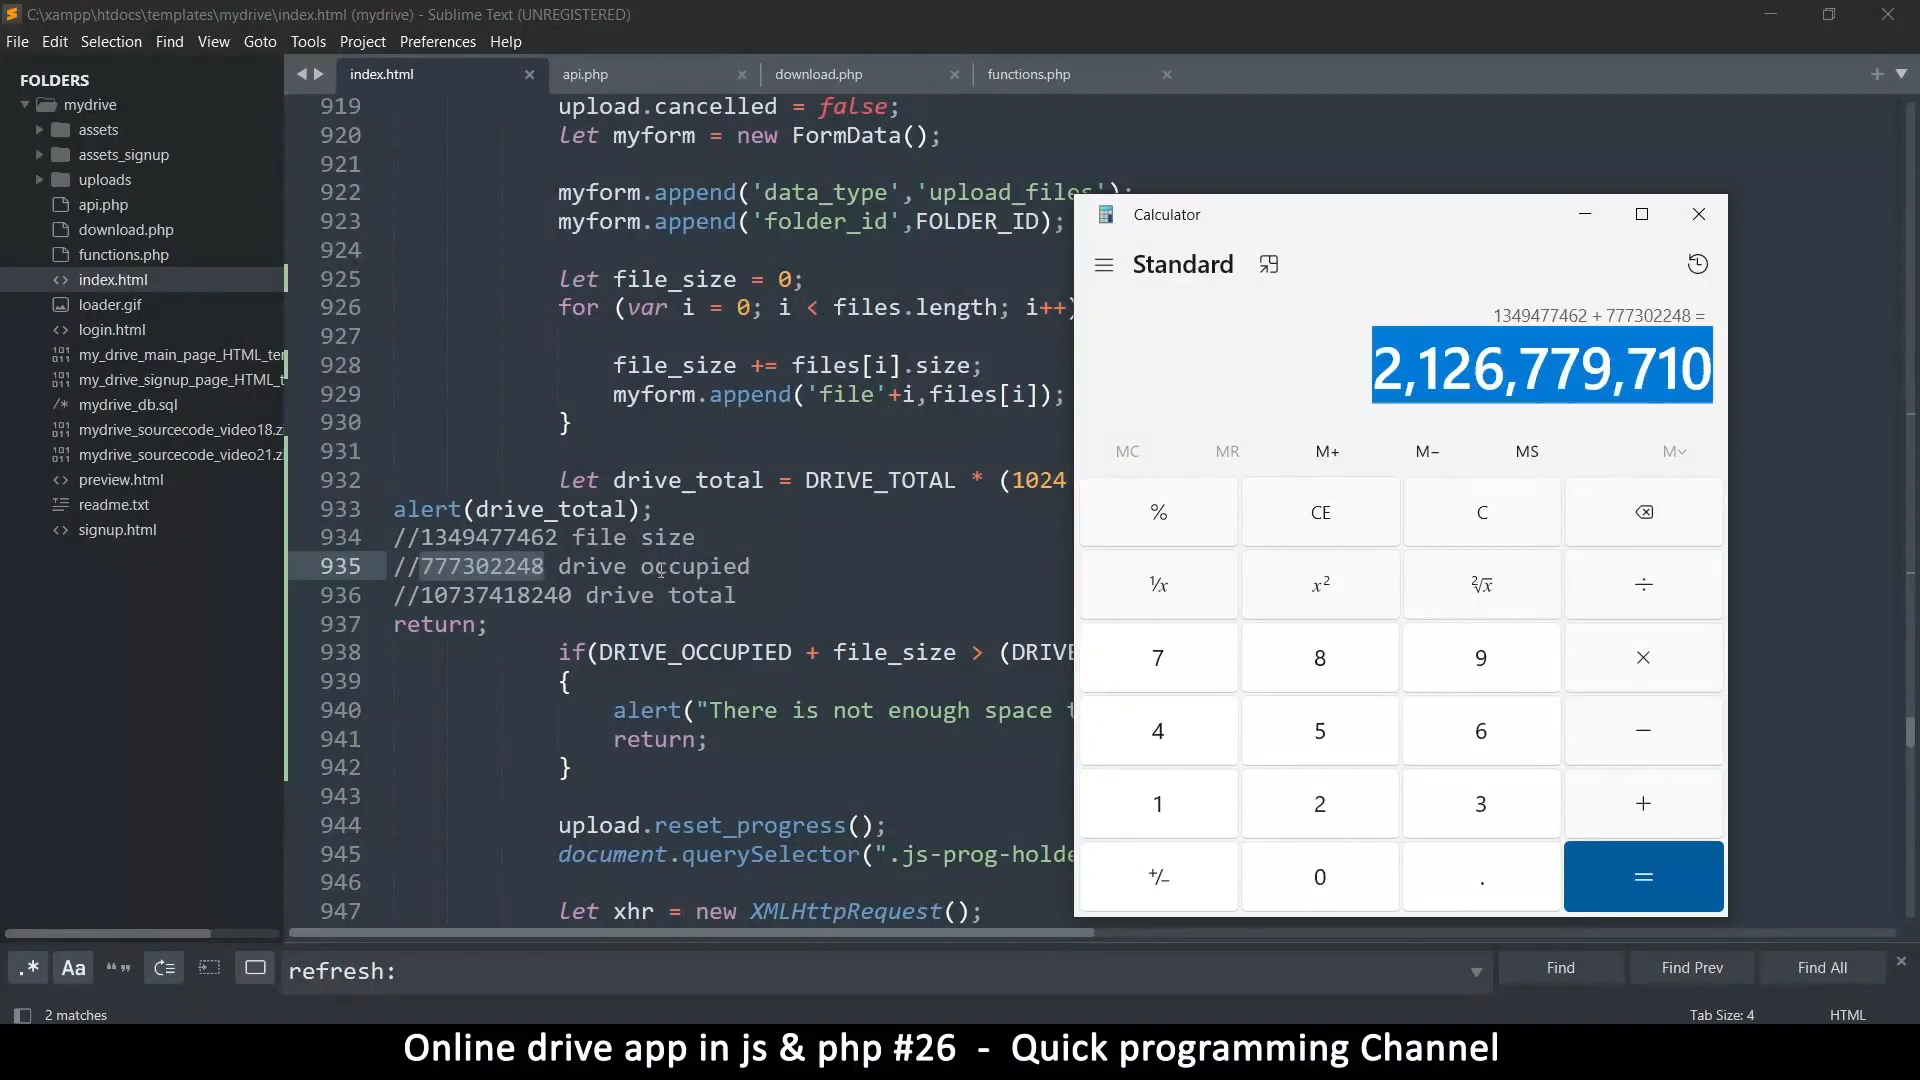 C:\xampp\htdocs\templates\mydrive\index.html (mydrive) - Sublime Text (UNREGISTERED)
File Edit Selection Find View Goto Tools Project Preferences Help
FOLDERS
mydrive
assets
assets_signup
uploads
api.php
download.php
functions.php
index.html
loader.gif
login.html
my_drive_main_page_HTML_te
my_drive_signup_page_HTML_t
mydrive_db.sql
mydrive_sourcecode_video18.z
mydrive_sourcecode_video21.z
preview.html
readme.txt
signup.html
index.html api.php download.php functions.php
919 upload.cancelled = false;
920 let myform = new FormData();
921
922 myform.append('data_type','upload_files');
923 myform.append('folder_id',FOLDER_ID);
924
925 let file_size = 0;
926 for (var i = 0; i < files.length; i++)
927
928 file_size += files[i].size;
929 myform.append('file'+i,files[i]);
930 }
931
932 let drive_total = DRIVE_TOTAL * (1024
933 alert(drive_total);
934 //1349477462 file size
935 //777302248 drive occupied
936 //10737418240 drive total
937 return;
938 if(DRIVE_OCCUPIED + file_size > (DRIVE
939 {
940 alert("There is not enough space t
941 return;
942 }
943
944 upload.reset_progress();
945 document.querySelector(".js-prog-holde
946
947 let xhr = new XMLHttpRequest();
Calculator
Standard
1349477462 + 777302248 =
2,126,779,710
MC MR M+ M− MS M˅
% CE C
¹/x x² ²√x ÷
7 8 9 ×
4 5 6 −
1 2 3 +
+/− 0 . =
.* Aa “” refresh: Find Find Prev Find All
2 matches Tab Size: 4 HTML
Online drive app in js & php #26 - Quick programming Channel